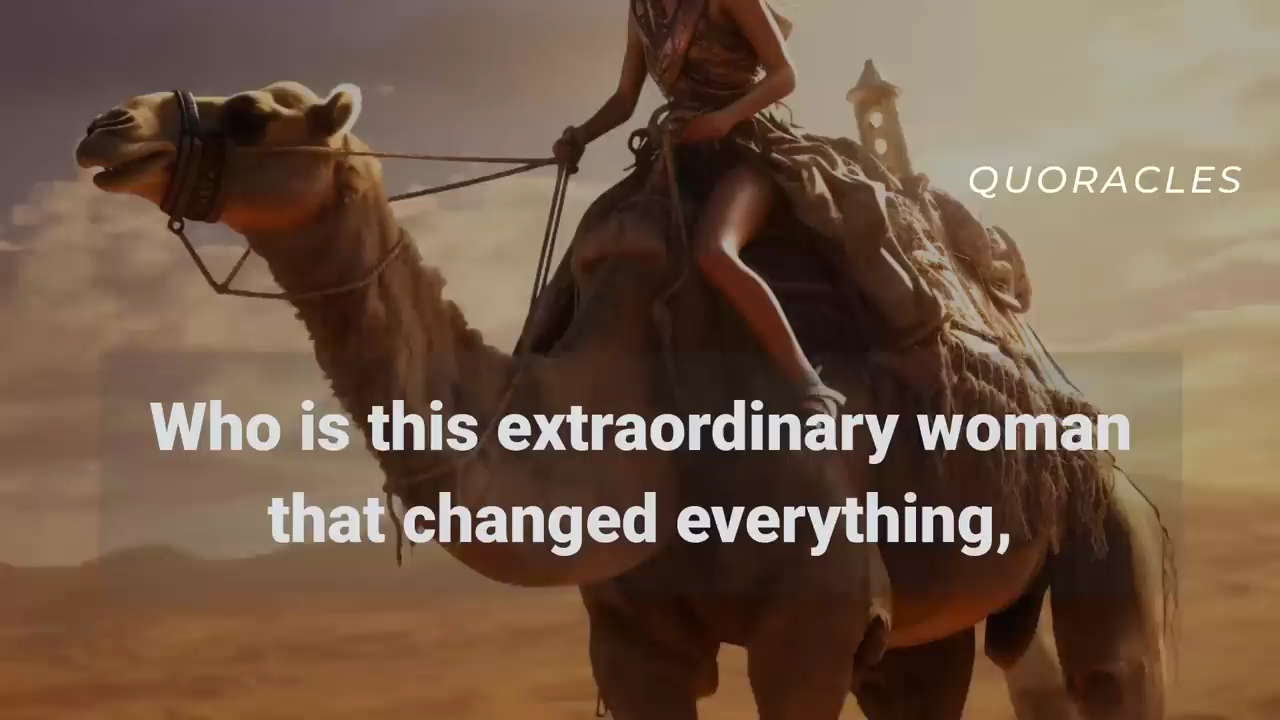 QUORACLES
Who is this extraordinary woman
that changed everything,